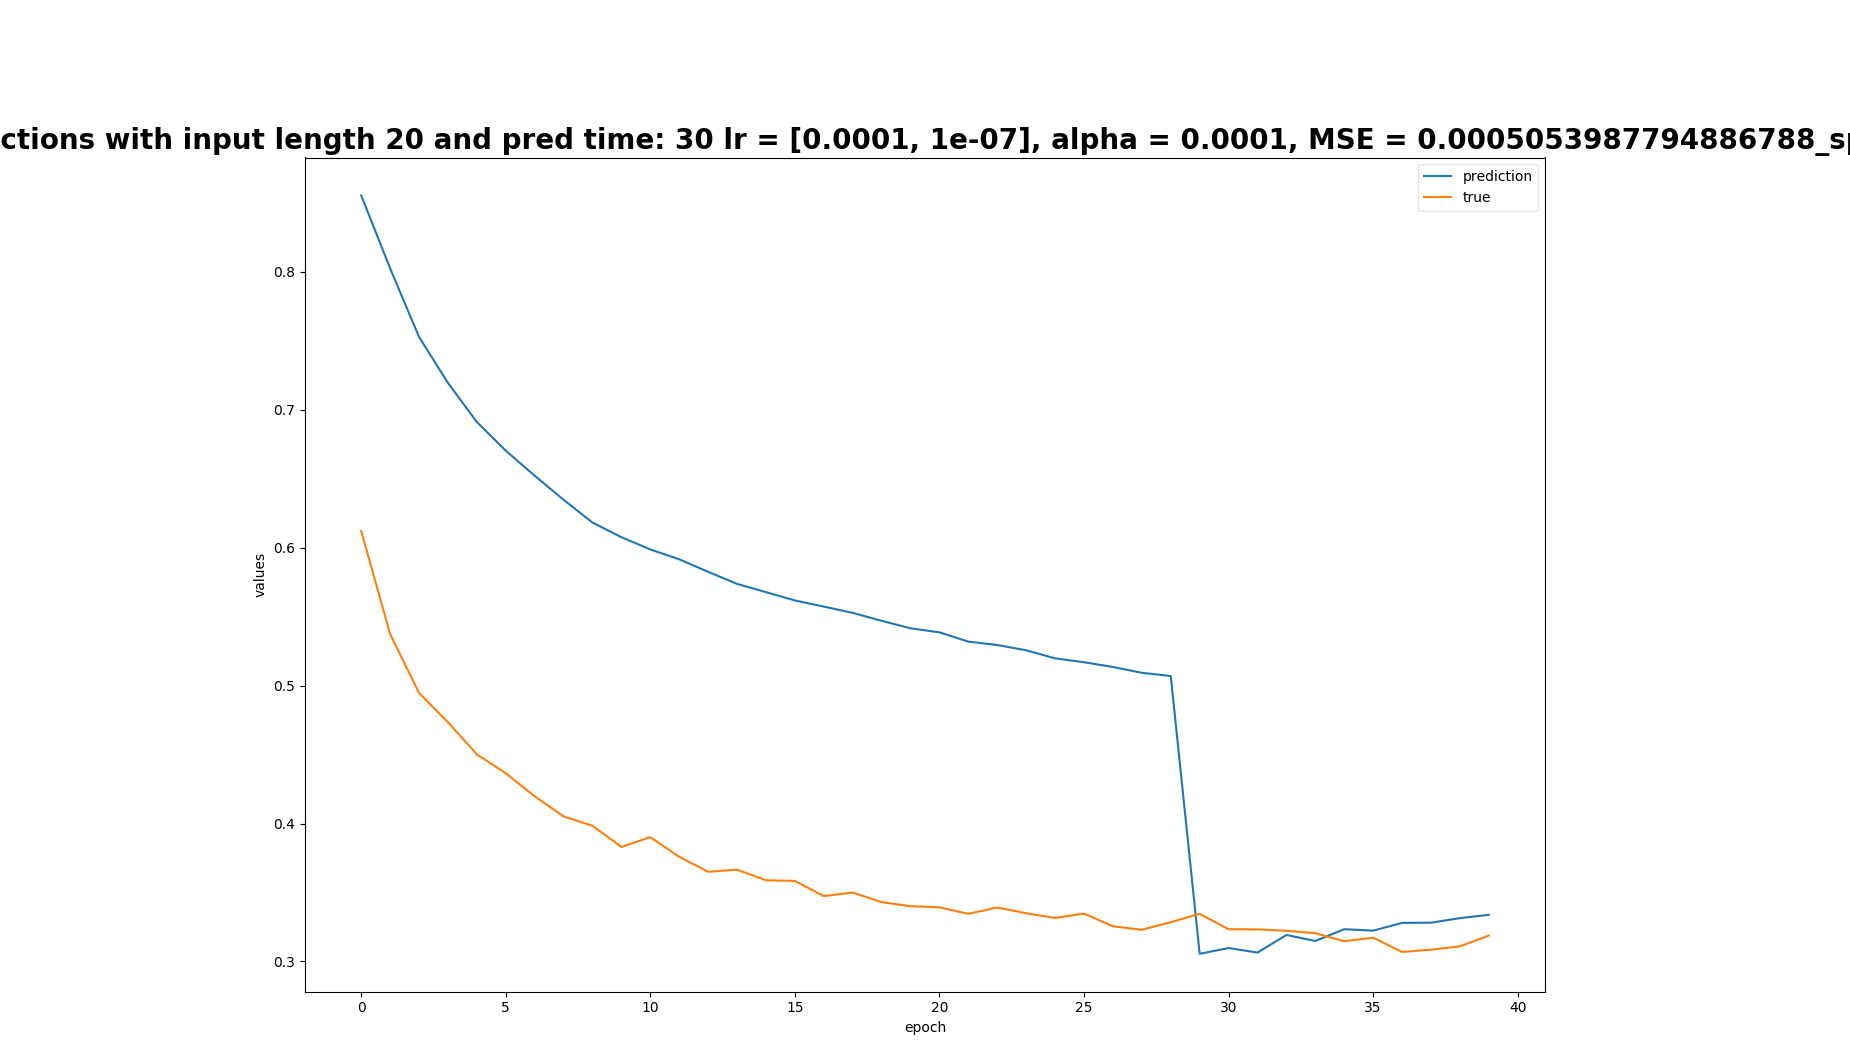 ctions with input length 20 and pred time: 30 lr = [0.0001, 1e-07], alpha = 0.0001, MSE = 0.0005053987794886788_sp
prediction
true
0.8
0.7
0.6
0.5
0.4
0.3
values
0 5 10 15 20 25 30 35 40
epoch